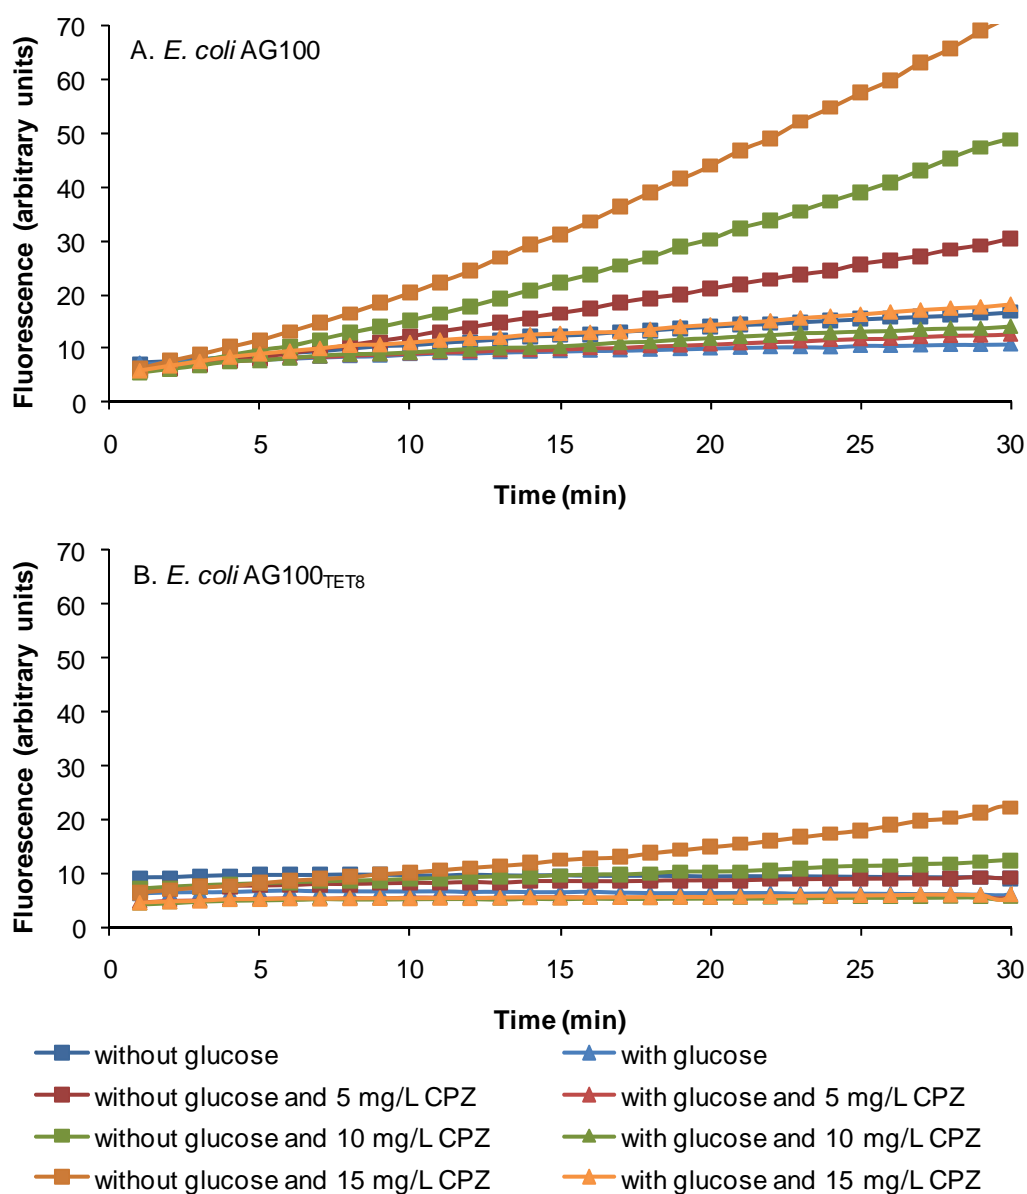 Fluorescence (arbitrary units)
70
60
50
40
30
20
10
0
A. E. coli AG100
0 5 10 15 20 25 30
Time (min)
Fluorescence (arbitrary units)
70
60
50
40
30
20
10
0
B. E. coli AG100TET8
0 5 10 15 20 25 30
Time (min)
without glucose
with glucose
without glucose and 5 mg/L CPZ
with glucose and 5 mg/L CPZ
without glucose and 10 mg/L CPZ
with glucose and 10 mg/L CPZ
without glucose and 15 mg/L CPZ
with glucose and 15 mg/L CPZ